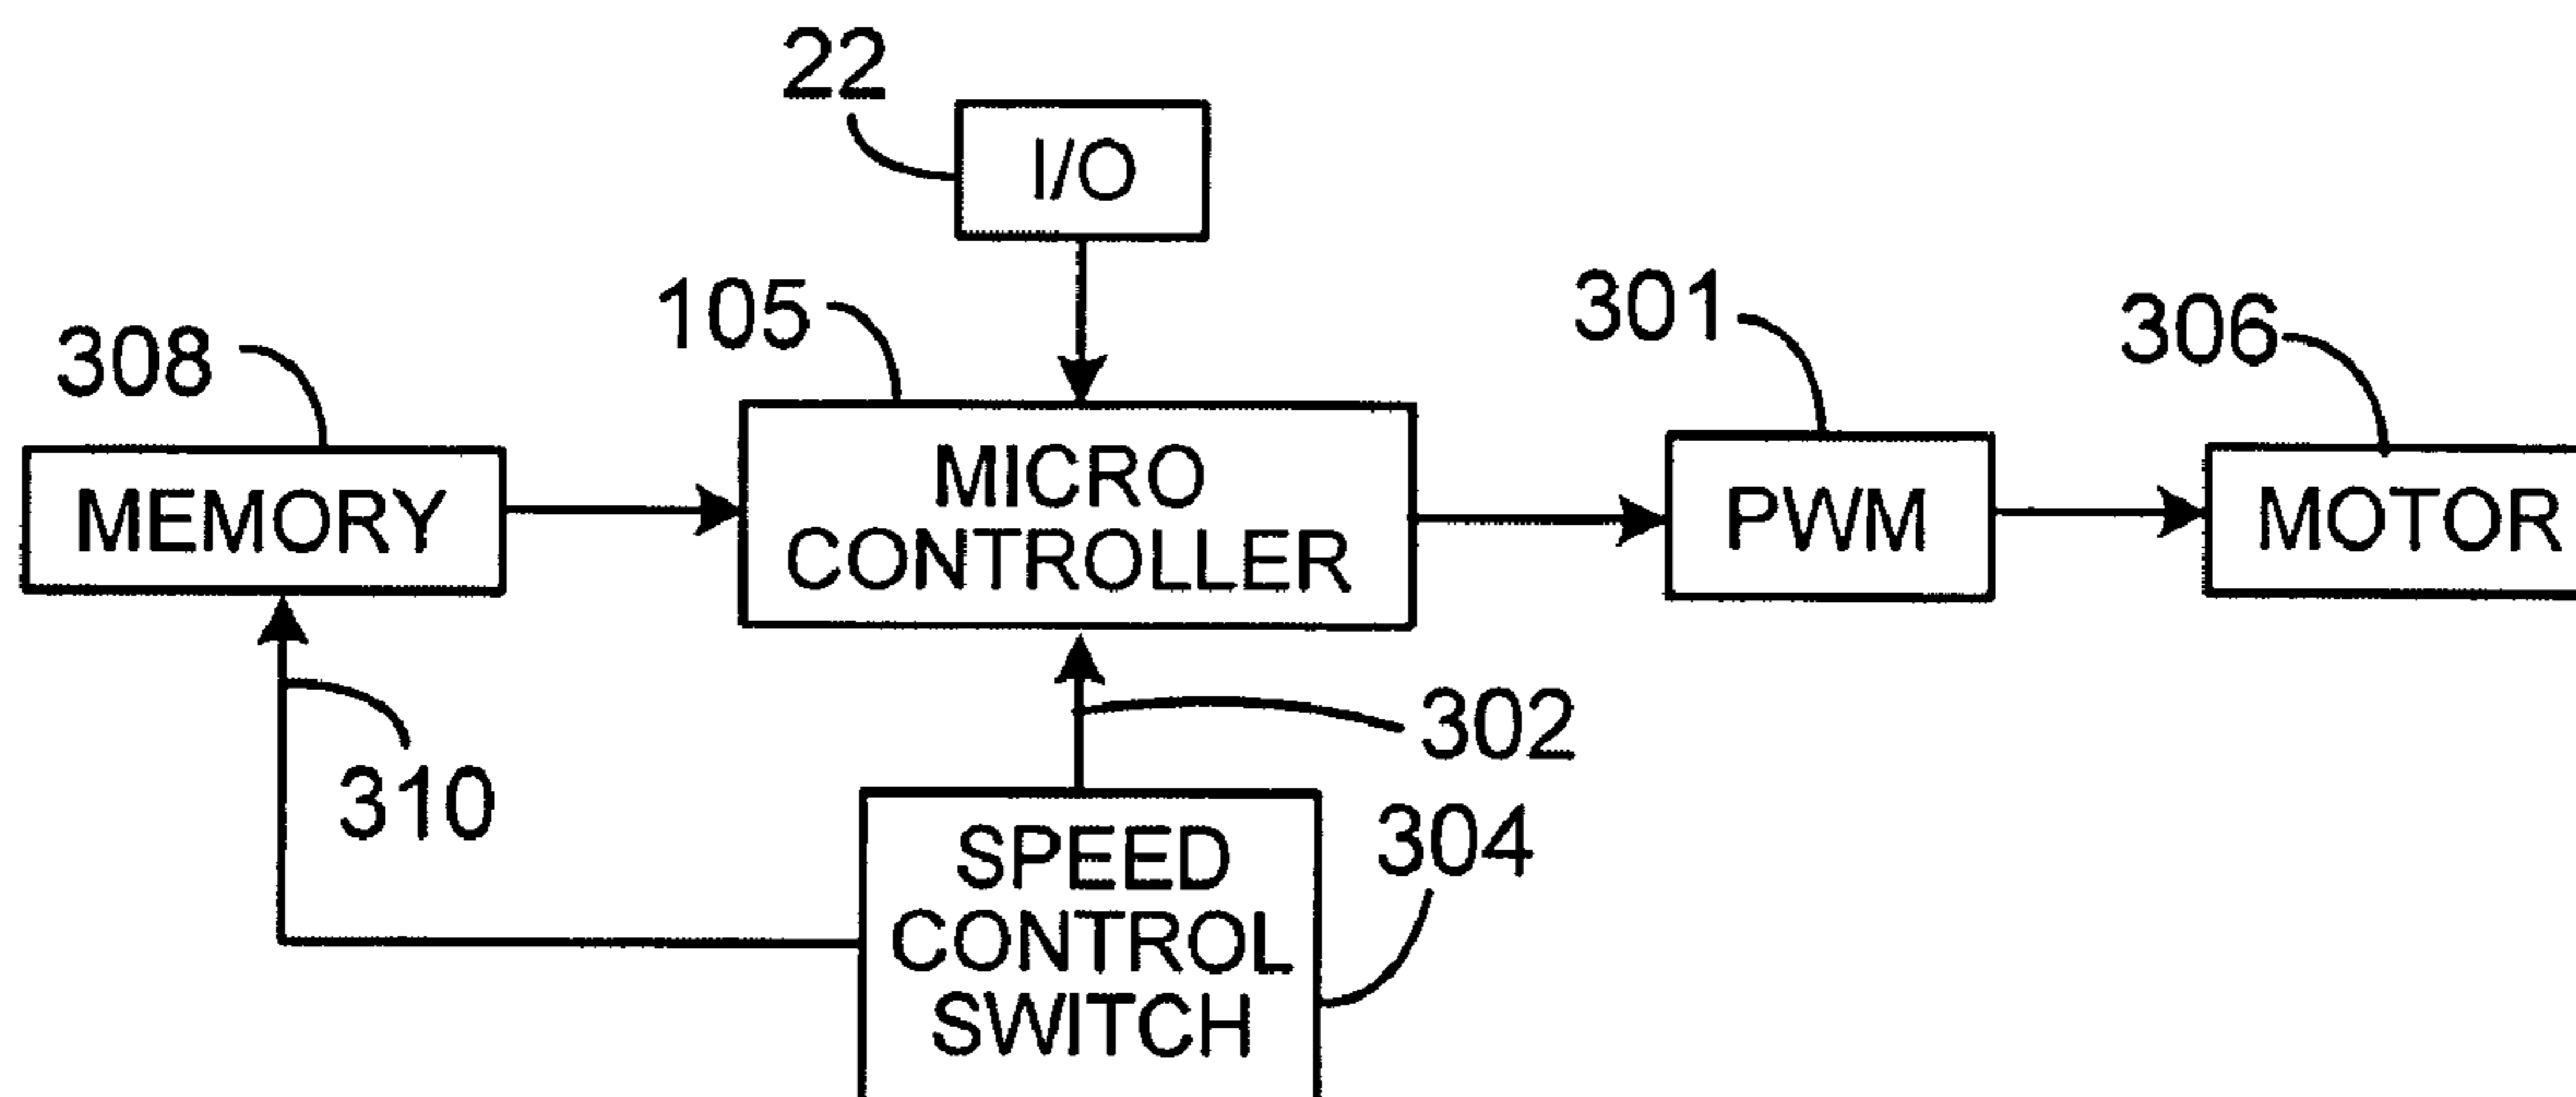 22
I/O
105
301
306
308
MICRO
CONTROLLER
MEMORY
PWM
MOTOR
302
310
304
SPEED
CONTROL
SWITCH